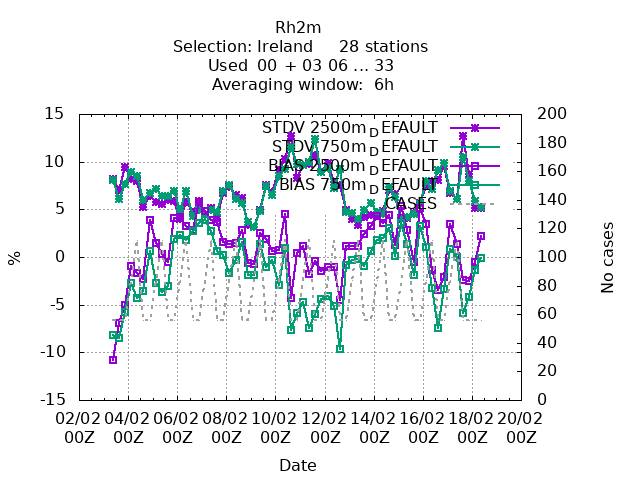 Rh2m
Selection: Ireland 28 stations
Used 00 + 03 06 ... 33
Averaging window: 6h
15 200
STDV 2500m_DEFAULT
180
STDV 750m_DEFAULT
10 160
BIAS 2500m_DEFAULT
BIAS 750m_DEFAULT
140
5 CASES
120
0 100
% No cases
80
-5 60
40
-10
20
-15 0
02/02 04/02 06/02 08/02 10/02 12/02 14/02 16/02 18/02 20/02
00Z 00Z 00Z 00Z 00Z 00Z 00Z 00Z 00Z 00Z
Date